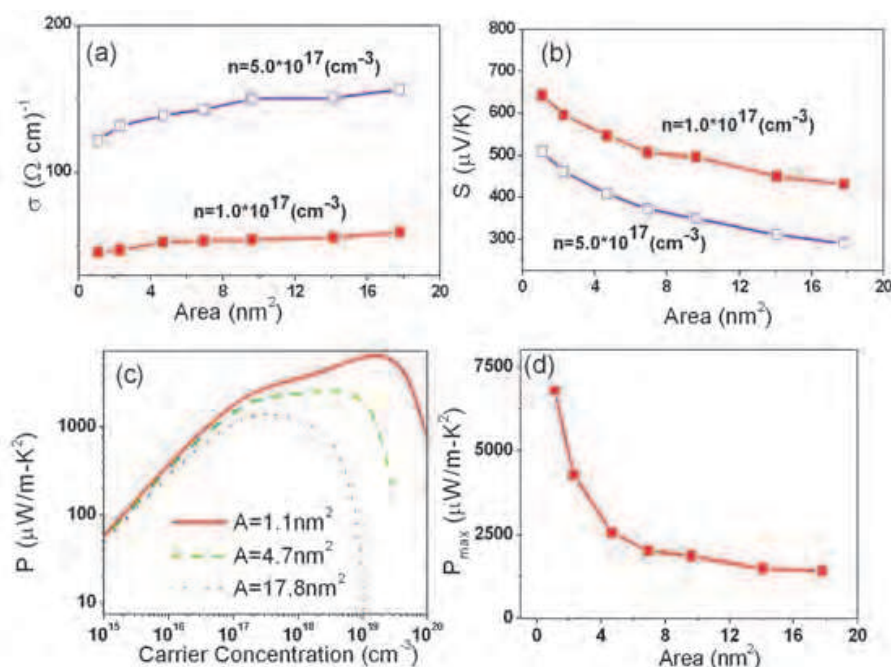 (a)
n=5.0*10^17(cm^-3)
n=1.0*10^17(cm^-3)
σ (Ω cm)^-1
200
100
0 4 8 12 16 20
Area (nm^2)
(b)
n=1.0*10^17(cm^-3)
n=5.0*10^17(cm^-3)
S (μV/K)
800
700
600
500
400
300
0 4 8 12 16 20
Area (nm^2)
(c)
P (μW/m-K^2)
1000
100
10
A=1.1nm^2
A=4.7nm^2
A=17.8nm^2
10^15 10^16 10^17 10^18 10^19 10^20
Carrier Concentration (cm^-3)
(d)
P_max (μW/m-K^2)
7500
5000
2500
0
0 4 8 12 16 20
Area (nm^2)